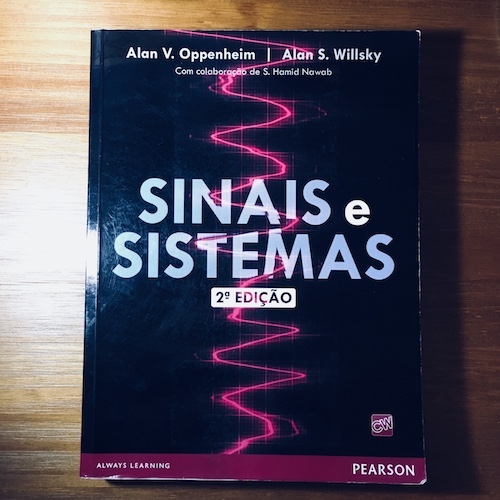 Alan V. Oppenheim | Alan S. Willsky
Com colaboração de S. Hamid Nawab
SINAIS e
SISTEMAS
2ª EDIÇÃO
CW
ALWAYS LEARNING
PEARSON